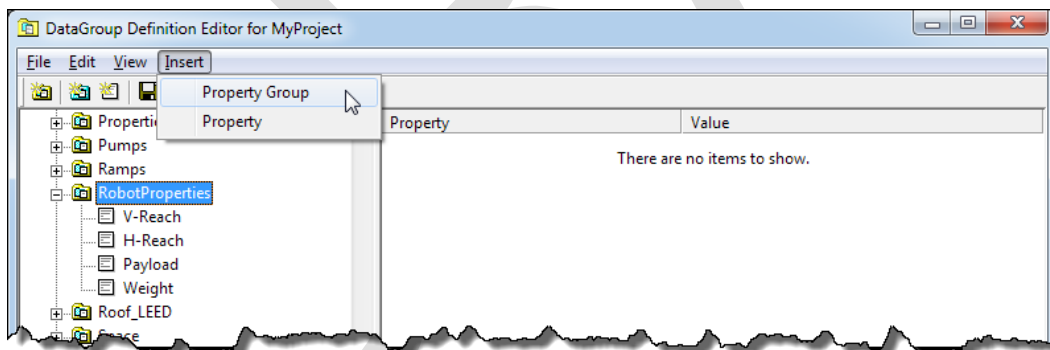 DataGroup Definition Editor for MyProject
File Edit View Insert
Property Group
Property
Property Value
There are no items to show.
Pumps
Ramps
RobotProperties
V-Reach
H-Reach
Payload
Weight
Roof_LEED